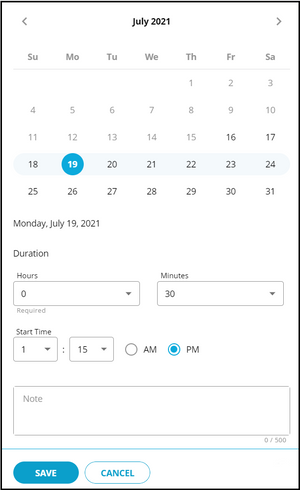 July 2021
Su Mo Tu We Th Fr Sa
1 2 3
4 5 6 7 8 9 10
11 12 13 14 15 16 17
18 19 20 21 22 23 24
25 26 27 28 29 30 31
Monday, July 19, 2021
Duration
Hours Minutes
0 30
Required
Start Time
1 : 15 AM PM
Note
0 / 500
SAVE CANCEL